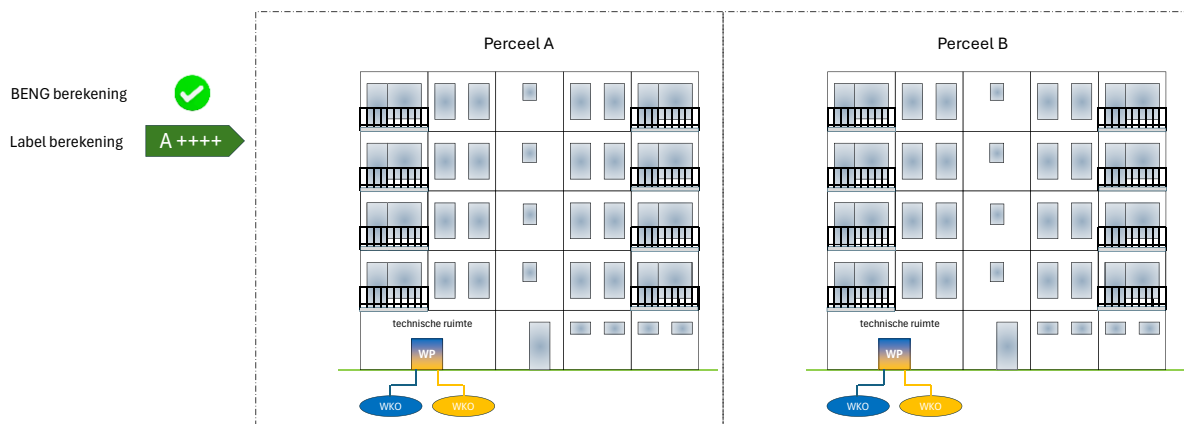 Perceel A
Perceel B
BENG berekening
Label berekening
A ++++
technische ruimte
technische ruimte
WP
WP
WKO
WKO
WKO
WKO